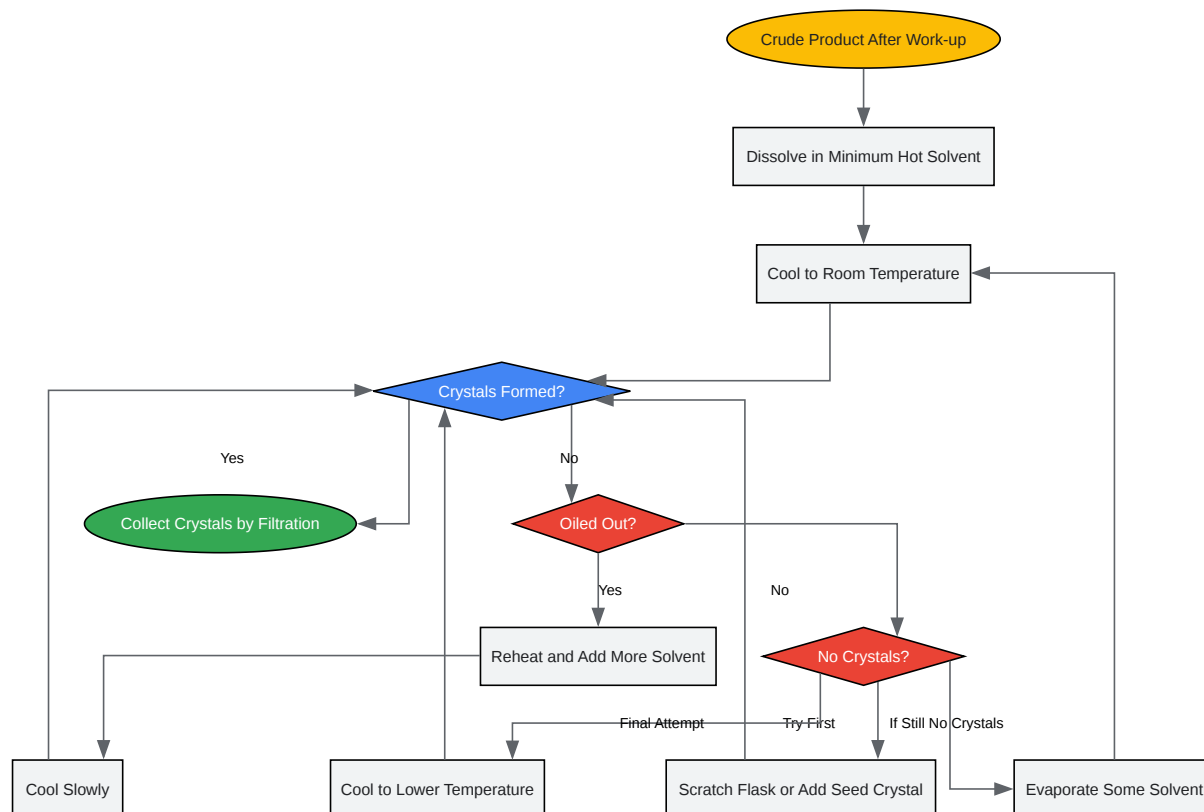 Crude Product After Work-up
Dissolve in Minimum Hot Solvent
Cool to Room Temperature
Crystals Formed?
Yes
No
Collect Crystals by Filtration
Oiled Out?
Yes
No
Reheat and Add More Solvent
No Crystals?
Final Attempt
Try First
If Still No Crystals
Cool Slowly
Cool to Lower Temperature
Scratch Flask or Add Seed Crystal
Evaporate Some Solvent